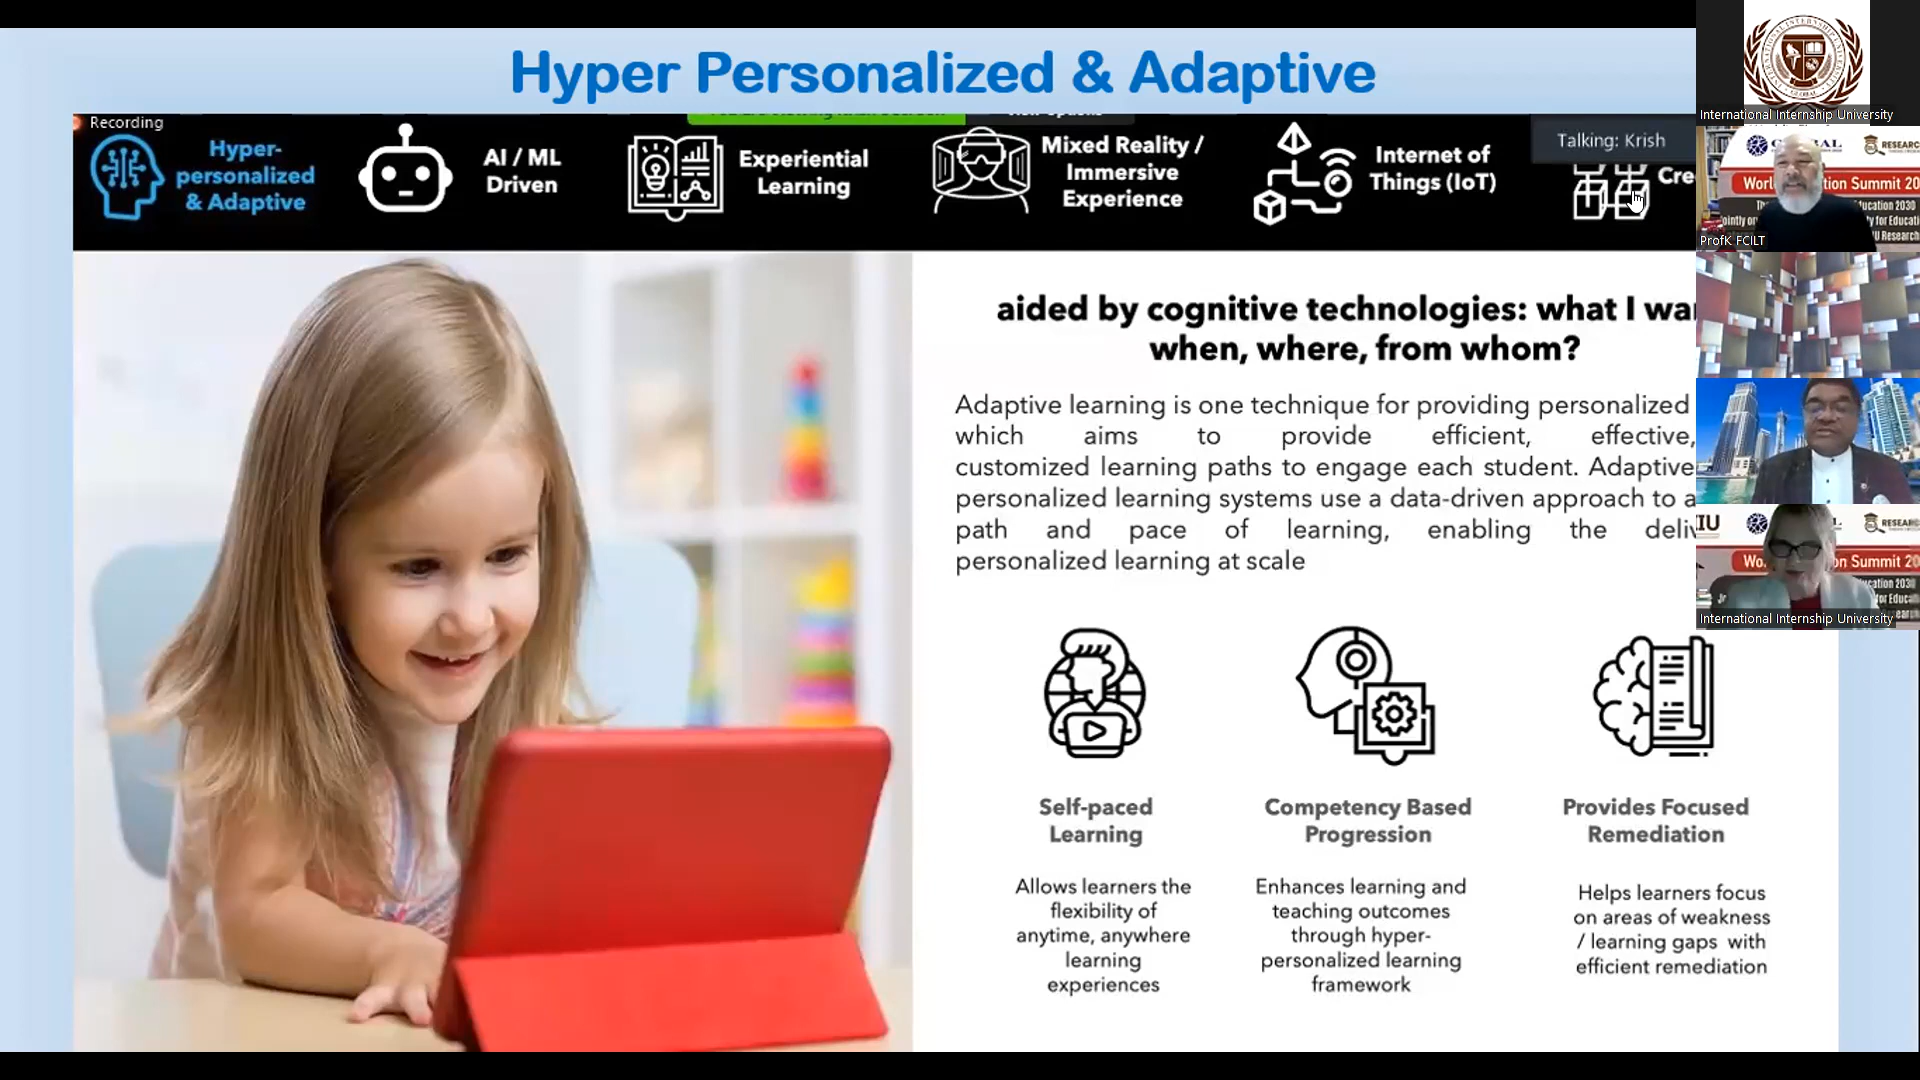 Hyper Personalized & Adaptive
Recording
Hyper-
personalized
& Adaptive
AI / ML
Driven
Experiential
Learning
Mixed Reality /
Immersive
Experience
Internet of
Things (IoT)
Talking: Krish
aided by cognitive technologies: what I
when, where, from whom?
Adaptive learning is one technique for providing personalized
which aims to provide efficient, effective,
customized learning paths to engage each student. Adaptive
personalized learning systems use a data-driven approach to
path and pace of learning, enabling the
personalized learning at scale
Self-paced
Learning
Allows learners the
flexibility of
anytime, anywhere
learning
experiences
Competency Based
Progression
Enhances learning and
teaching outcomes
through hyper-
personalized learning
framework
Provides Focused
Remediation
Helps learners focus
on areas of weakness
/ learning gaps with
efficient remediation
International Internship University
ProfK FCILT
International Internship University